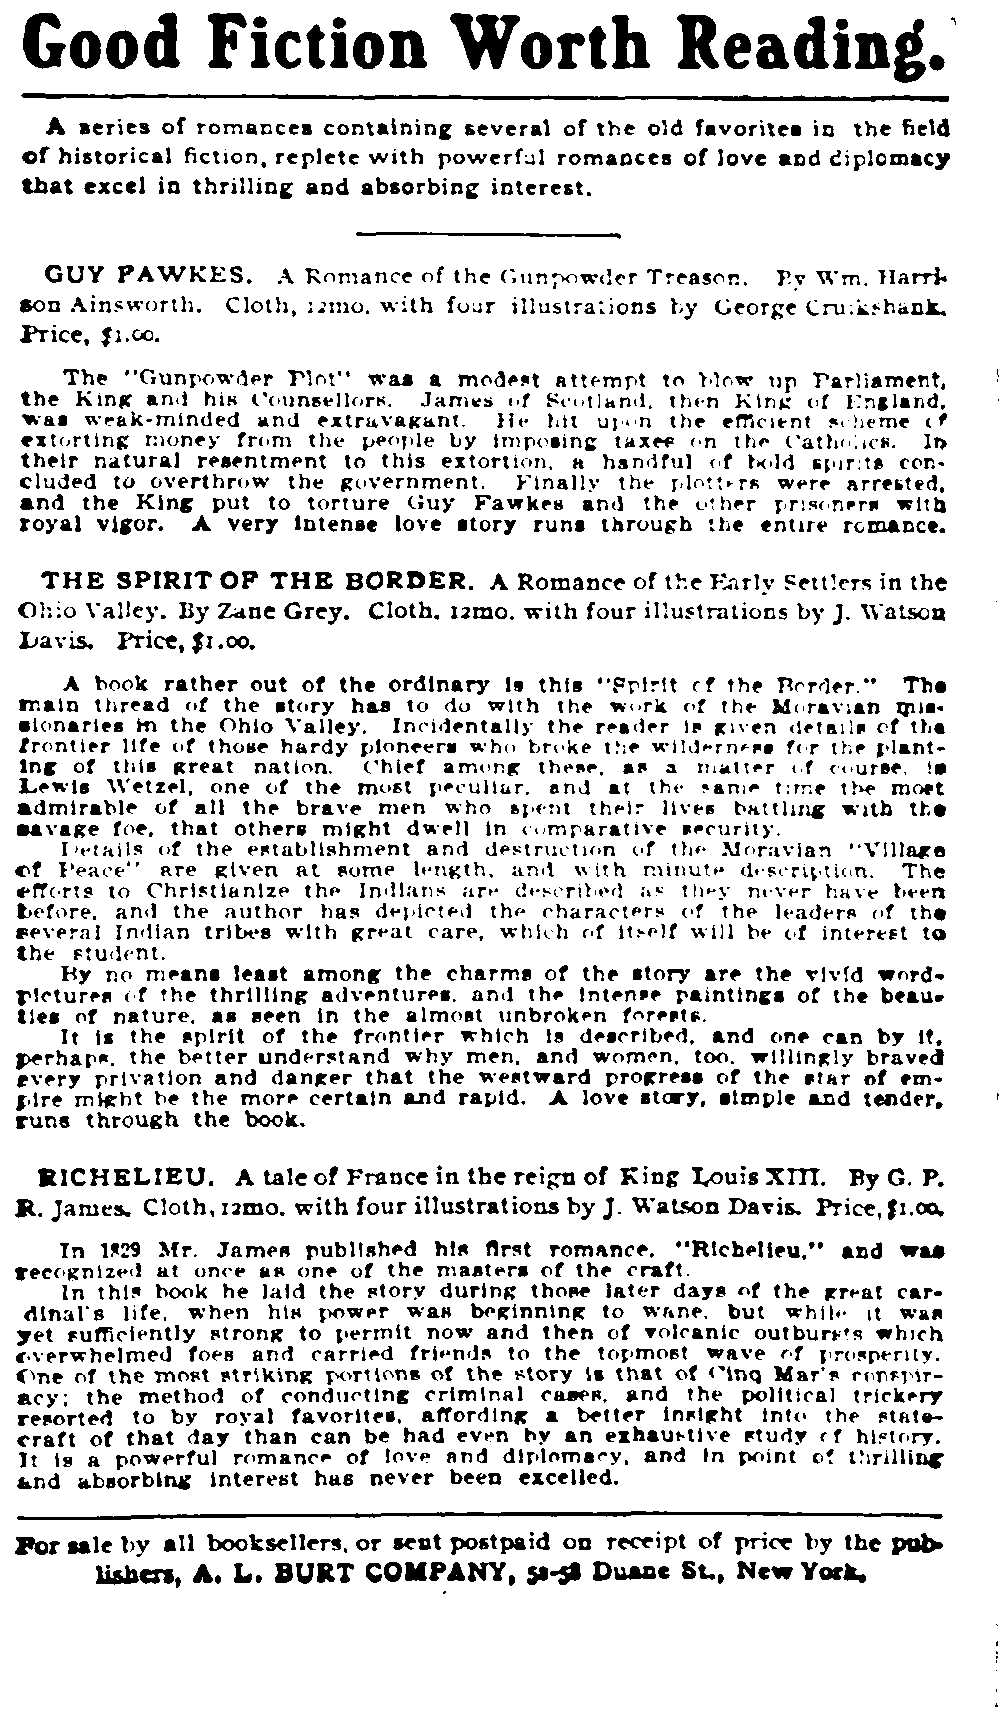 Good Fiction Worth Reading.
A series of romances containing several of the old favorites in the field
of historical fiction, replete with powerful romances of love and diplomacy
that excel in thrilling and absorbing interest.
GUY FAWKES. A Romance of the Gunpowder Treason. By Wm. Harri-
son Ainsworth. Cloth, 12mo. with four illustrations by George Cruikshank.
Price, $1.00.
The "Gunpowder Plot" was a modest attempt to blow up Parliament,
the King and his Counsellors. James of Scotland, then King of England,
was weak-minded and extravagant. He hit upon the efficient scheme of
extorting money from the people by imposing taxes on the Catholics. In
their natural resentment to this extortion, a handful of bold spirits con-
cluded to overthrow the government. Finally the plotters were arrested,
and the King put to torture Guy Fawkes and the other prisoners with
royal vigor. A very intense love story runs through the entire romance.
THE SPIRIT OF THE BORDER. A Romance of the Early Settlers in the
Ohio Valley. By Zane Grey. Cloth. 12mo. with four illustrations by J. Watson
Davis. Price, $1.00.
A book rather out of the ordinary is this "Spirit of the Border." The
main thread of the story has to do with the work of the Moravian mis-
sionaries in the Ohio Valley. Incidentally the reader is given details of the
frontier life of those hardy pioneers who broke the wilderness for the plant-
ing of this great nation. Chief among these, as a matter of course, is
Lewis Wetzel, one of the most peculiar, and at the same time the most
admirable of all the brave men who spent their lives battling with the
savage foe, that others might dwell in comparative security.
Details of the establishment and destruction of the Moravian "Village
of Peace" are given at some length, and with minute description. The
efforts to Christianize the Indians are described as they never have been
before, and the author has depicted the characters of the leaders of the
several Indian tribes with great care, which of itself will be of interest to
the student.
By no means least among the charms of the story are the vivid word-
pictures of the thrilling adventures, and the intense paintings of the beau-
ties of nature, as seen in the almost unbroken forests.
It is the spirit of the frontier which is described, and one can by it,
perhaps, the better understand why men, and women, too, willingly braved
every privation and danger that the westward progress of the star of em-
pire might be the more certain and rapid. A love story, simple and tender,
runs through the book.
RICHELIEU. A tale of France in the reign of King Louis XIII. By G. P.
R. James. Cloth, 12mo. with four illustrations by J. Watson Davis. Price, $1.00.
In 1829 Mr. James published his first romance, "Richelieu," and was
recognized at once as one of the masters of the craft.
In this book he laid the story during those later days of the great car-
dinal's life, when his power was beginning to wane, but while it was
yet sufficiently strong to permit now and then of volcanic outbursts which
overwhelmed foes and carried friends to the topmost wave of prosperity.
One of the most striking portions of the story is that of Cinq Mar's conspir-
acy; the method of conducting criminal cases, and the political trickery
resorted to by royal favorites, affording a better insight into the state-
craft of that day than can be had even by an exhaustive study of history.
It is a powerful romance of love and diplomacy, and in point of thrilling
and absorbing interest has never been excelled.
For sale by all booksellers, or sent postpaid on receipt of price by the pub-
lishers, A. L. BURT COMPANY, 52-58 Duane St., New York.